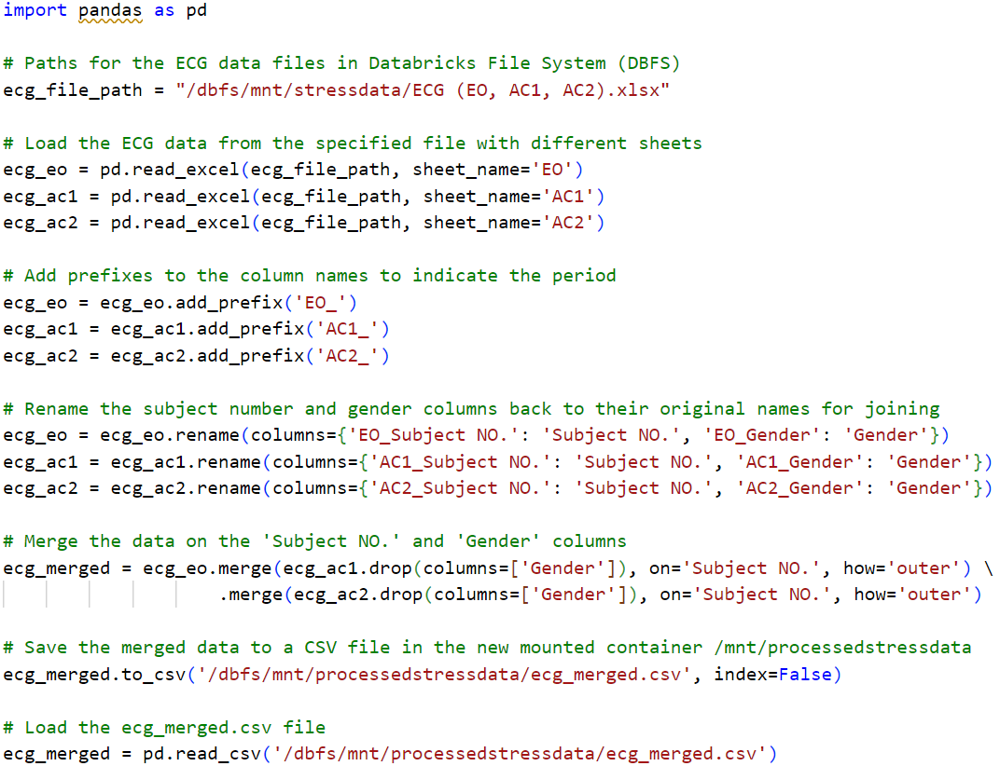 import pandas as pd
# Paths for the ECG data files in Databricks File System (DBFS)
ecg_file_path = "/dbfs/mnt/stressdata/ECG (EO, AC1, AC2).xlsx"
# Load the ECG data from the specified file with different sheets
ecg_eo = pd.read_excel(ecg_file_path, sheet_name='EO')
ecg_ac1 = pd.read_excel(ecg_file_path, sheet_name='AC1')
ecg_ac2 = pd.read_excel(ecg_file_path, sheet_name='AC2')
# Add prefixes to the column names to indicate the period
ecg_eo = ecg_eo.add_prefix('EO_')
ecg_ac1 = ecg_ac1.add_prefix('AC1_')
ecg_ac2 = ecg_ac2.add_prefix('AC2_')
# Rename the subject number and gender columns back to their original names for joining
ecg_eo = ecg_eo.rename(columns={'EO_Subject NO.': 'Subject NO.', 'EO_Gender': 'Gender'})
ecg_ac1 = ecg_ac1.rename(columns={'AC1_Subject NO.': 'Subject NO.', 'AC1_Gender': 'Gender'})
ecg_ac2 = ecg_ac2.rename(columns={'AC2_Subject NO.': 'Subject NO.', 'AC2_Gender': 'Gender'})
# Merge the data on the 'Subject NO.' and 'Gender' columns
ecg_merged = ecg_eo.merge(ecg_ac1.drop(columns=['Gender']), on='Subject NO.', how='outer') \
.merge(ecg_ac2.drop(columns=['Gender']), on='Subject NO.', how='outer')
# Save the merged data to a CSV file in the new mounted container /mnt/processedstressdata
ecg_merged.to_csv('/dbfs/mnt/processedstressdata/ecg_merged.csv', index=False)
# Load the ecg_merged.csv file
ecg_merged = pd.read_csv('/dbfs/mnt/processedstressdata/ecg_merged.csv')